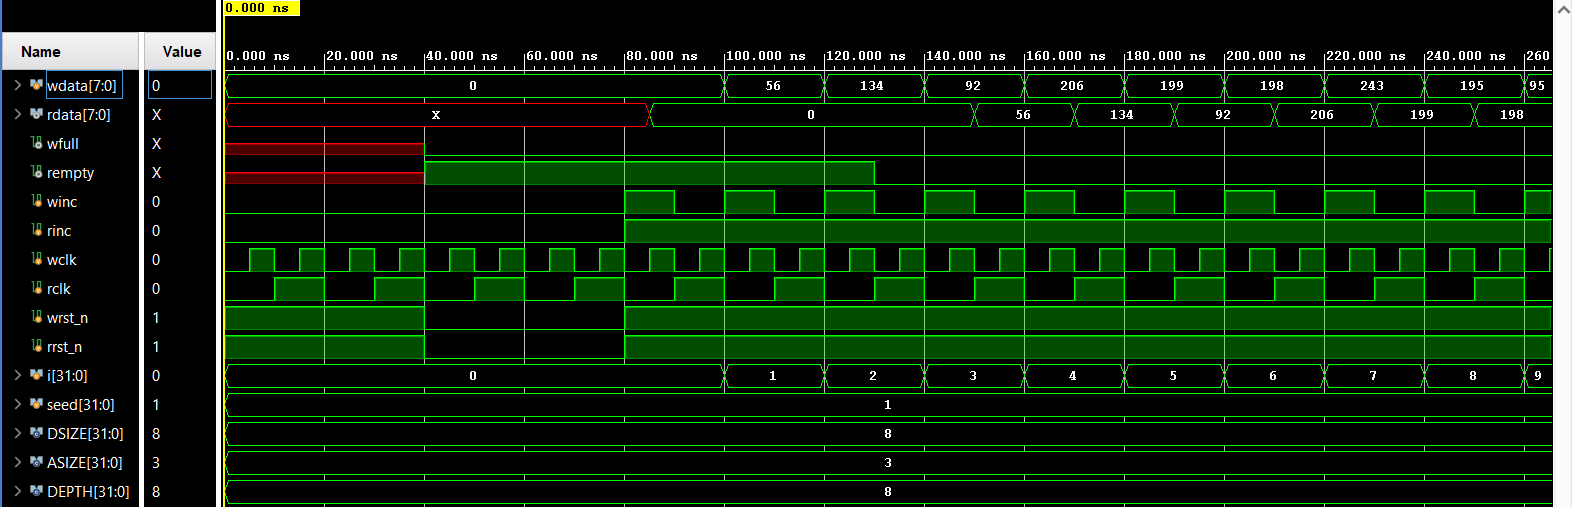 0.000 ns
Name Value
0.000 ns 20.000 ns 40.000 ns 60.000 ns 80.000 ns 100.000 ns 120.000 ns 140.000 ns 160.000 ns 180.000 ns 200.000 ns 220.000 ns 240.000 ns 260
wdata[7:0] 0 0 56 134 92 206 199 198 243 195 95
rdata[7:0] X X 0 56 134 92 206 199 198
wfull X
rempty X
winc 0
rinc 0
wclk 0
rclk 0
wrst_n 1
rrst_n 1
i[31:0] 0 0 1 2 3 4 5 6 7 8 9
seed[31:0] 1 1
DSIZE[31:0] 8 8
ASIZE[31:0] 3 3
DEPTH[31:0] 8 8